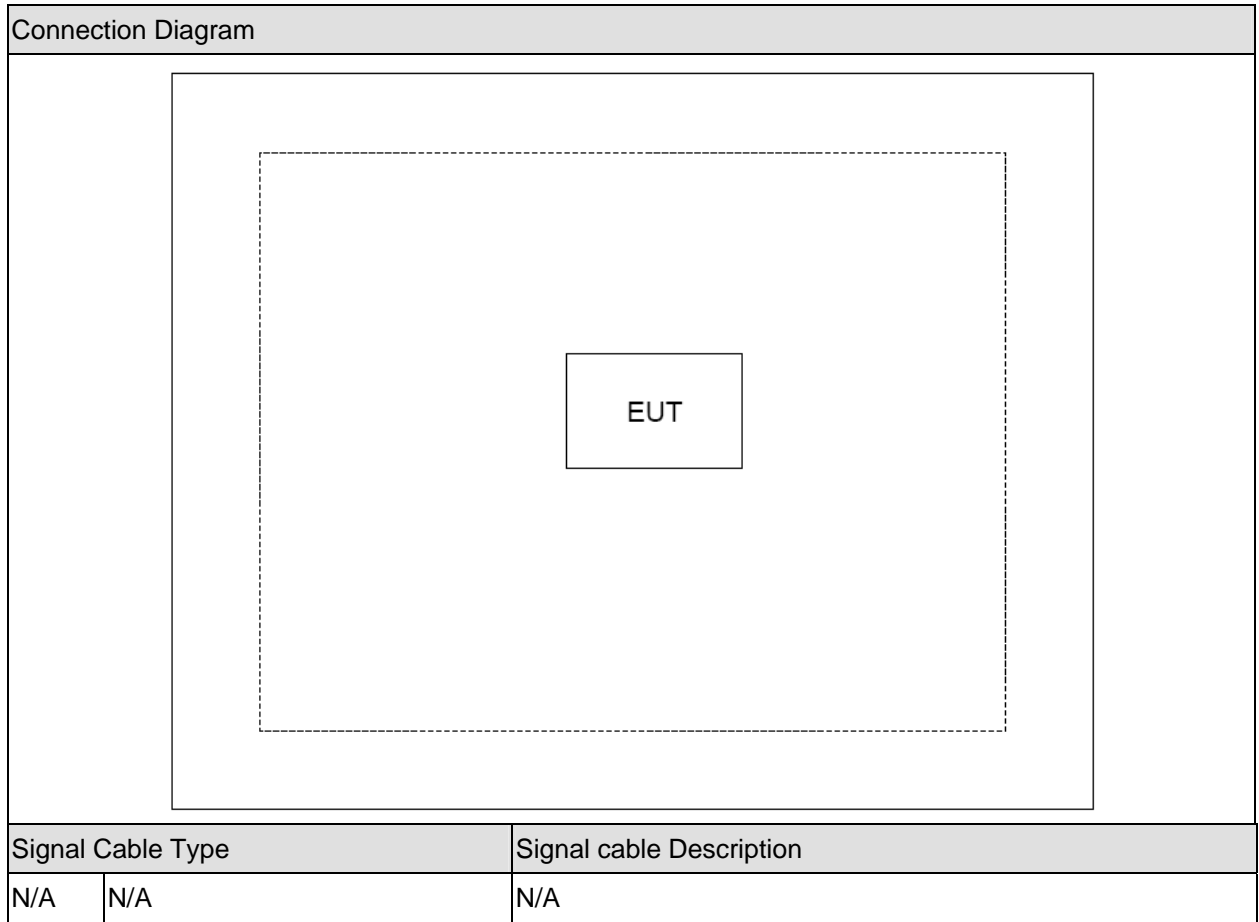 Connection Diagram
EUT
Signal Cable Type Signal cable Description
N/A N/A N/A